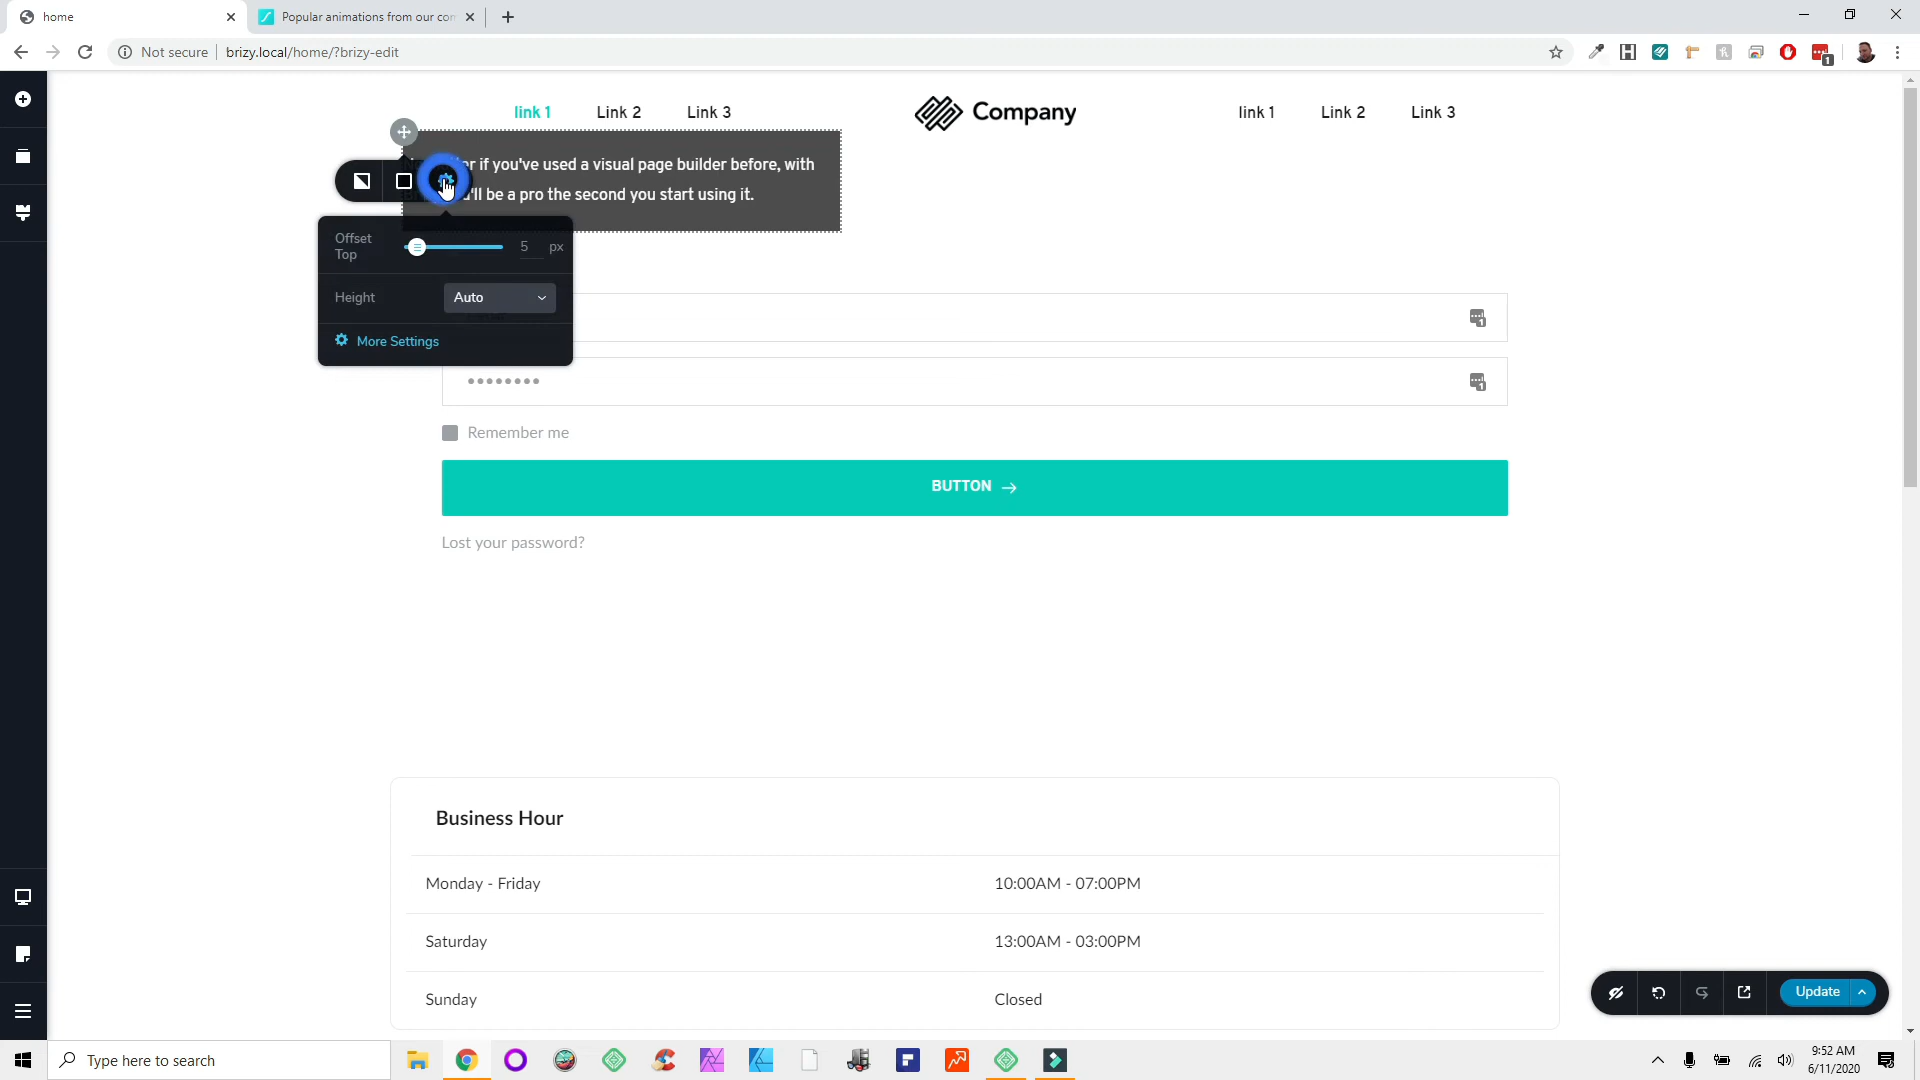 home
Popular animations from our con
Not secure
brizy.local/home/?brizy-edit
1
link 1
Link 2
Link 3
Company
link 1
Link 2
Link 3
if you've used a visual page builder before, with
'll be a pro the second you start using it.
Offset
Top
5
px
Height
Auto
More Settings
Remember me
BUTTON
Lost your password?
Business Hour
Monday - Friday
10:00AM - 07:00PM
Saturday
13:00AM - 03:00PM
Sunday
Closed
Update
Type here to search
9:52 AM
6/11/2020